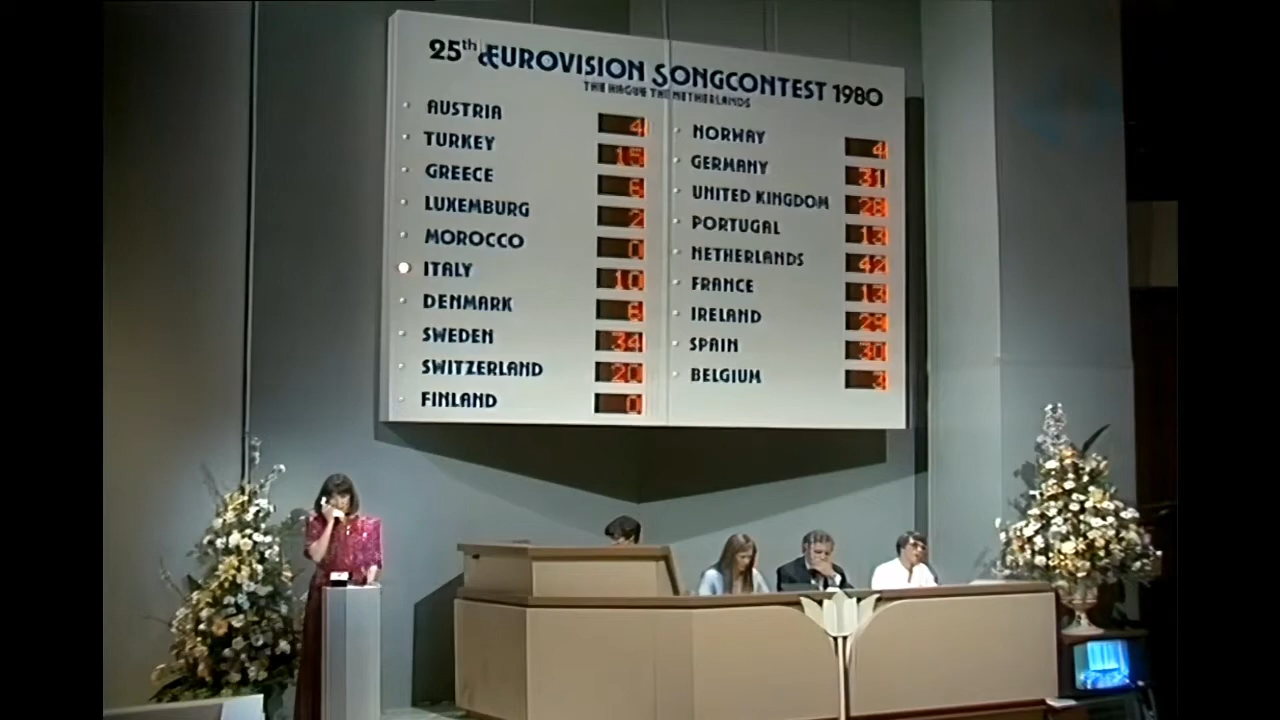 25th EUROVISION SONGCONTEST 1980
THE HAGUE THE NETHERLANDS
AUSTRIA 4
TURKEY 15
GREECE 6
LUXEMBURG 2
MOROCCO 0
ITALY 10
DENMARK 6
SWEDEN 34
SWITZERLAND 20
FINLAND 0
NORWAY 4
GERMANY 31
UNITED KINGDOM 28
PORTUGAL 13
NETHERLANDS 42
FRANCE 13
IRELAND 29
SPAIN 30
BELGIUM 3